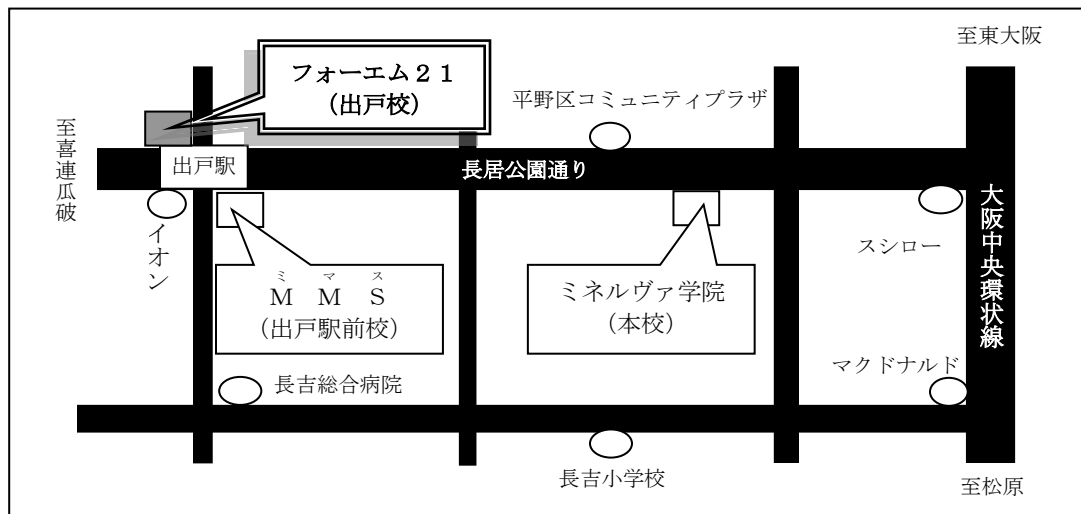 至東大阪
フォーエム２１
（出戸校）
平野区コミュニティプラザ
至喜連瓜破
出戸駅
長居公園通り
大阪中央環状線
イオン
スシロー
ミ マ ス
Ｍ Ｍ Ｓ
（出戸駅前校）
ミネルヴァ学院
（本校）
マクドナルド
長吉総合病院
長吉小学校
至松原